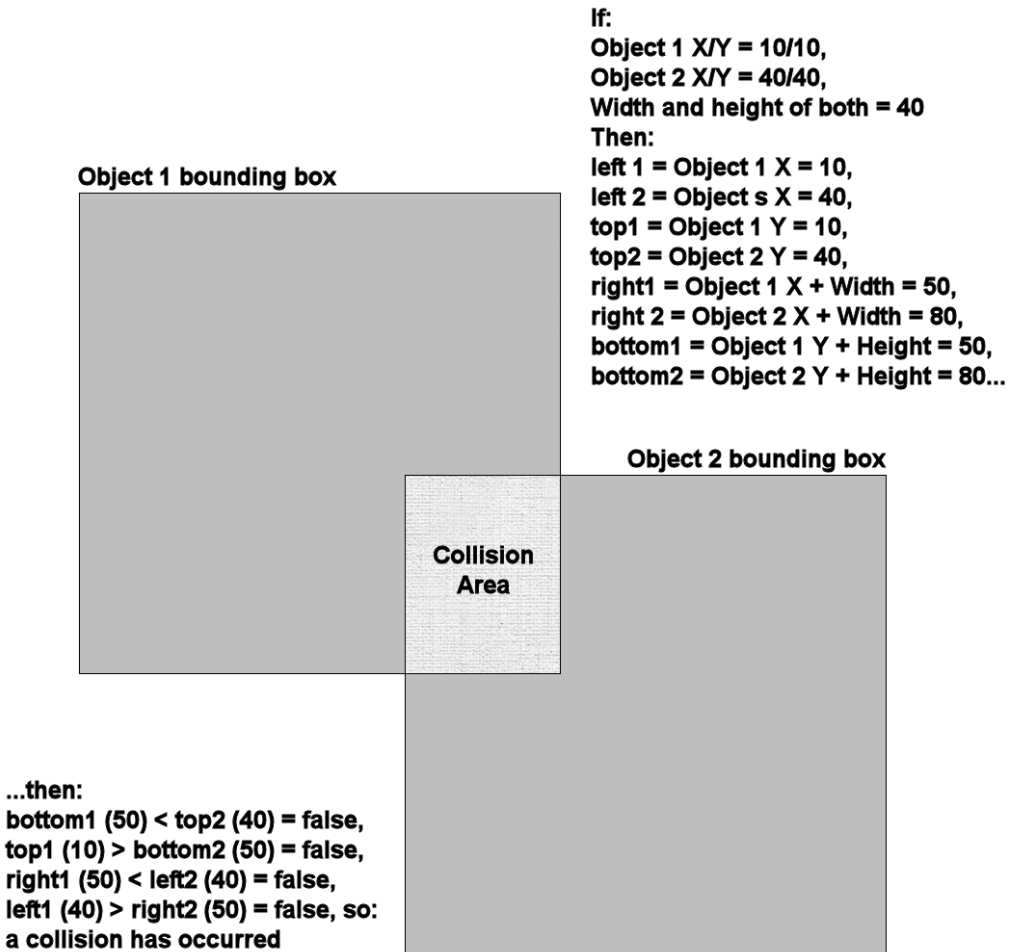 If:
Object 1 X/Y = 10/10,
Object 2 X/Y = 40/40,
Width and height of both = 40
Then:
left 1 = Object 1 X = 10,
left 2 = Object s X = 40,
top1 = Object 1 Y = 10,
top2 = Object 2 Y = 40,
right1 = Object 1 X + Width = 50,
right 2 = Object 2 X + Width = 80,
bottom1 = Object 1 Y + Height = 50,
bottom2 = Object 2 Y + Height = 80...
Object 1 bounding box
Object 2 bounding box
Collision
Area
...then:
bottom1 (50) < top2 (40) = false,
top1 (10) > bottom2 (50) = false,
right1 (50) < left2 (40) = false,
left1 (40) > right2 (50) = false, so:
a collision has occurred